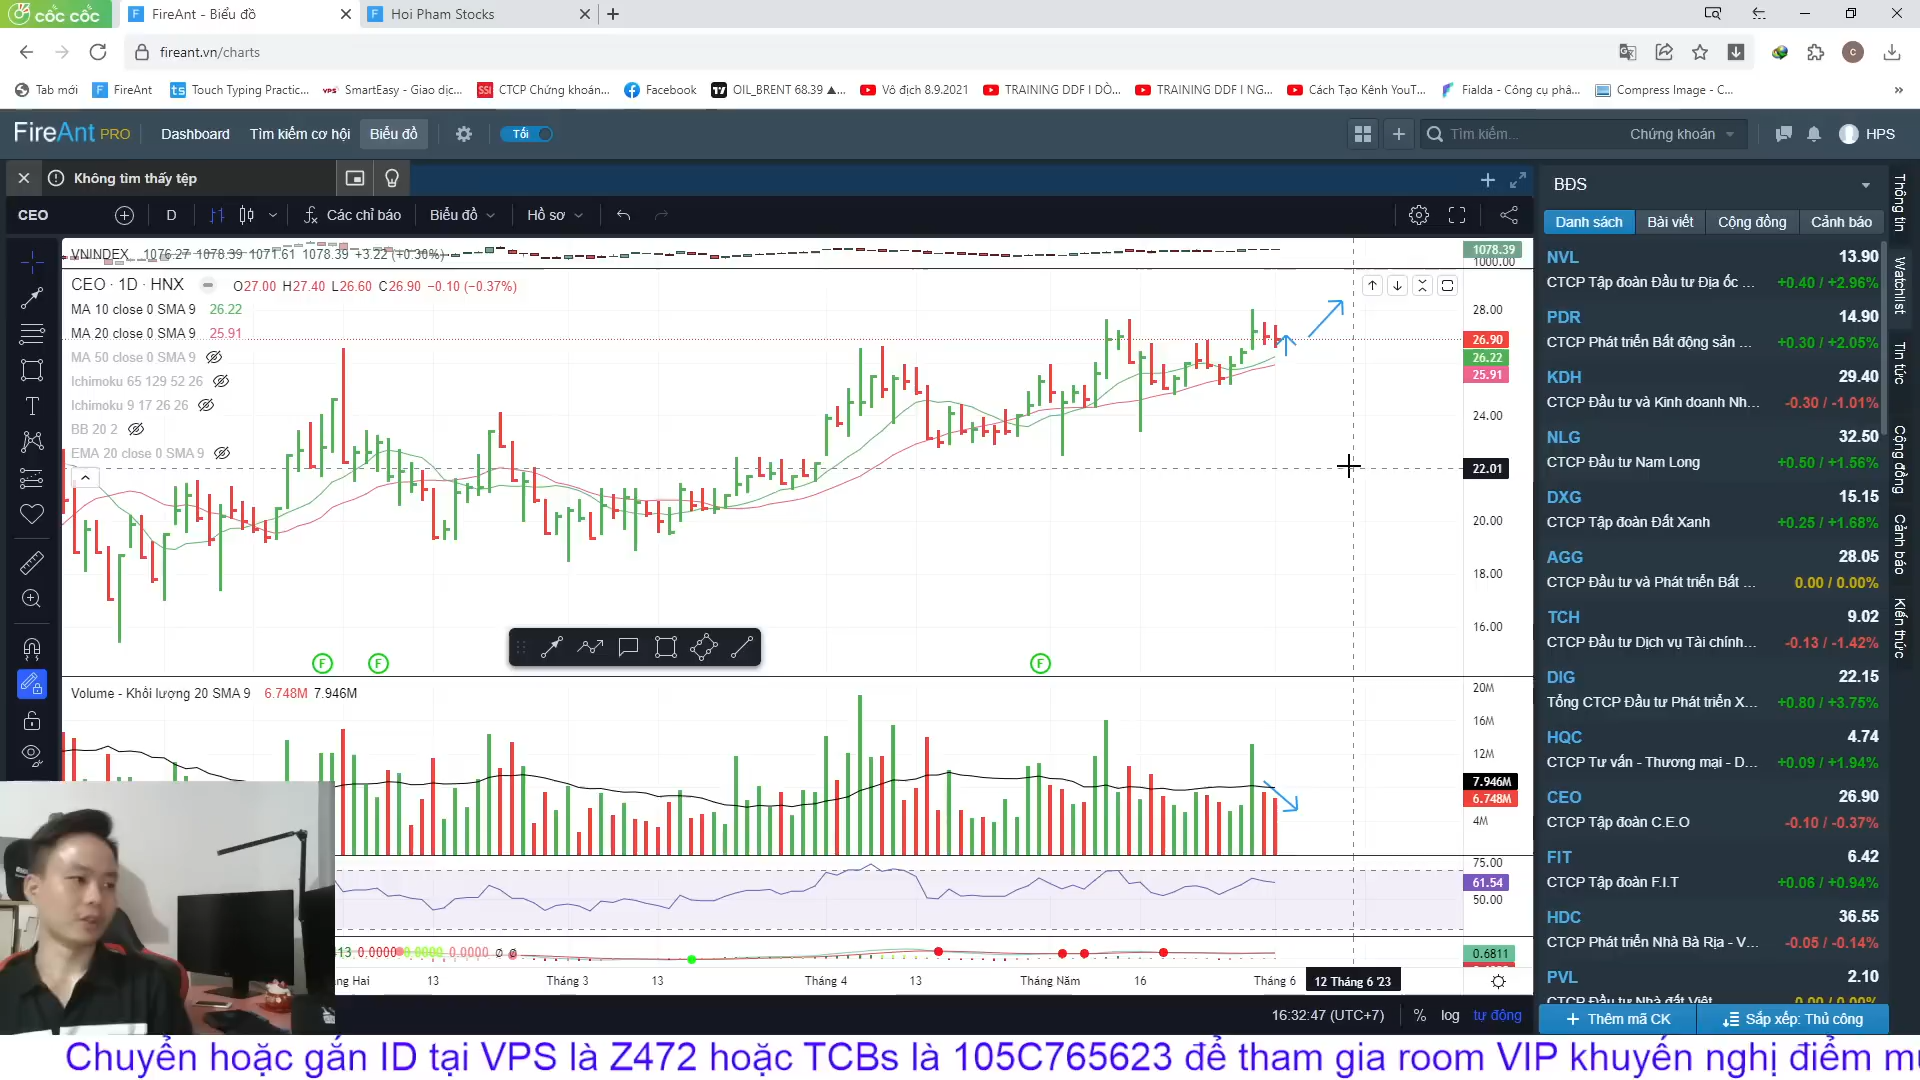 cốc cốc
FireAnt - Biểu đồ
Hoi Pham Stocks
fireant.vn/charts
Tab mới
FireAnt
Touch Typing Practic...
SmartEasy - Giao dịc...
CTCP Chứng khoán...
Facebook
OIL_BRENT 68.39 ▲...
Vô địch 8.9.2021
TRAINING DDF I DÒ...
TRAINING DDF I NG...
Cách Tạo Kênh YouT...
Fialda - Công cụ phâ...
Compress Image - C...
FireAnt PRO
Dashboard
Tìm kiếm cơ hội
Biểu đồ
Tối
Tìm kiếm...
Chứng khoán
HPS
Không tìm thấy tệp
CEO
D
Các chỉ báo
Biểu đồ
Hồ sơ
VNINDEX 1076.27 1078.39 1071.61 1078.39 +3.22 (+0.30%)
1078.39
1000.00
CEO · 1D · HNX O27.00 H27.40 L26.60 C26.90 −0.10 (−0.37%)
MA 10 close 0 SMA 9 26.22
MA 20 close 0 SMA 9 25.91
MA 50 close 0 SMA 9
Ichimoku 65 129 52 26
Ichimoku 9 17 26 26
BB 20 2
EMA 20 close 0 SMA 9
28.00
26.90
26.22
25.91
24.00
22.01
20.00
18.00
16.00
F
F
F
Volume - Khối lượng 20 SMA 9 6.748M 7.946M
20M
16M
12M
7.946M
6.748M
4M
75.00
61.54
50.00
0.0000 0.0000 0.0000
0.6811
13
Tháng 3
13
Tháng 4
13
Tháng Năm
16
Tháng 6
12 Tháng 6 '23
16:32:47 (UTC+7)
%
log
tự động
BĐS
Danh sách
Bài viết
Cộng đồng
Cảnh báo
NVL 13.90
CTCP Tập đoàn Đầu tư Địa ốc ... +0.40 / +2.96%
PDR 14.90
CTCP Phát triển Bất động sản ... +0.30 / +2.05%
KDH 29.40
CTCP Đầu tư và Kinh doanh Nh... -0.30 / -1.01%
NLG 32.50
CTCP Đầu tư Nam Long +0.50 / +1.56%
DXG 15.15
CTCP Tập đoàn Đất Xanh +0.25 / +1.68%
AGG 28.05
CTCP Đầu tư và Phát triển Bất ... 0.00 / 0.00%
TCH 9.02
CTCP Đầu tư Dịch vụ Tài chính... -0.13 / -1.42%
DIG 22.15
Tổng CTCP Đầu tư Phát triển X... +0.80 / +3.75%
HQC 4.74
CTCP Tư vấn - Thương mại - D... +0.09 / +1.94%
CEO 26.90
CTCP Tập đoàn C.E.O -0.10 / -0.37%
FIT 6.42
CTCP Tập đoàn F.I.T +0.06 / +0.94%
HDC 36.55
CTCP Phát triển Nhà Bà Rịa - V... -0.05 / -0.14%
PVL 2.10
CTCP Đầu tư Nhà đất Việt 0.00 / 0.00%
Thêm mã CK
Sắp xếp: Thủ công
Thông tin
Watchlist
Tin tức
Cộng đồng
Cảnh báo
Kiến thức
Chuyển hoặc gắn ID tại VPS là Z472 hoặc TCBs là 105C765623 để tham gia room VIP khuyến nghị điểm